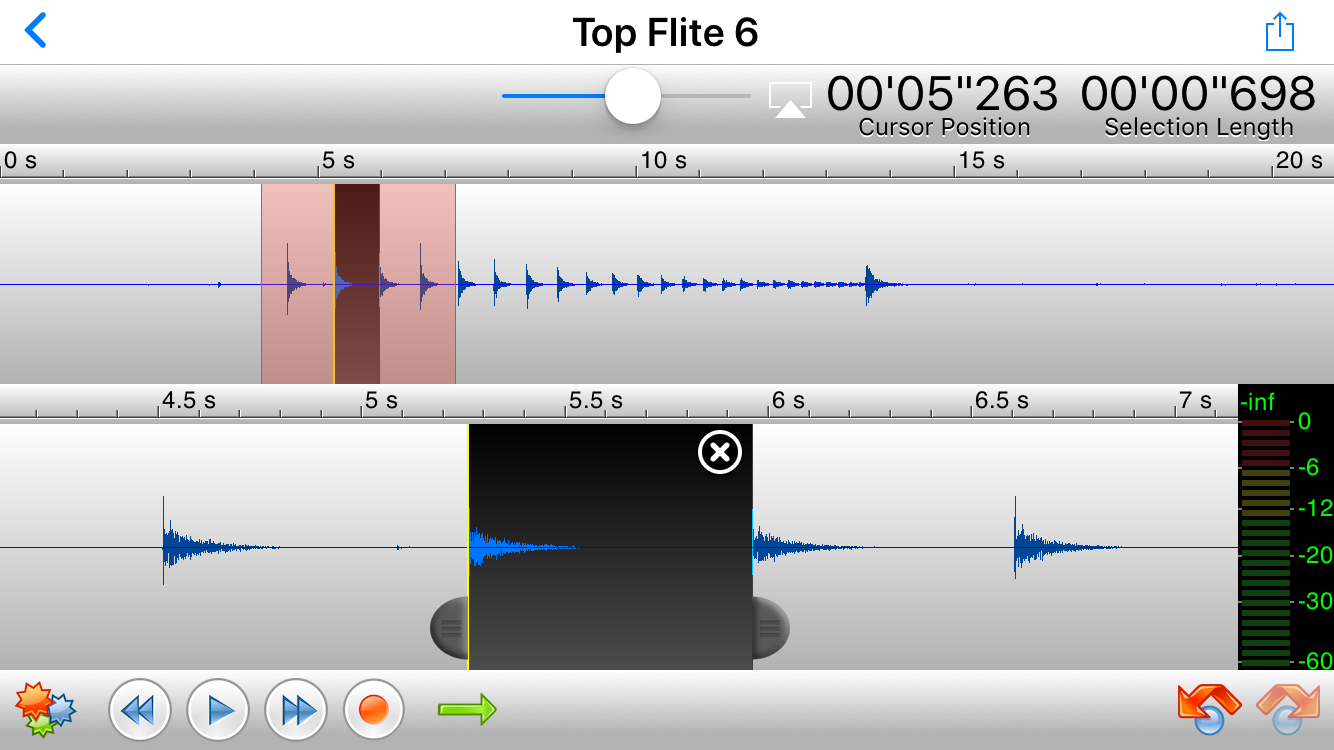 Top Flite 6
00'05"263 00'00"698
Cursor Position Selection Length
0 s 5 s 10 s 15 s 20 s
4.5 s 5 s 5.5 s 6 s 6.5 s 7 s
-inf
0
-6
-12
-20
-30
-60